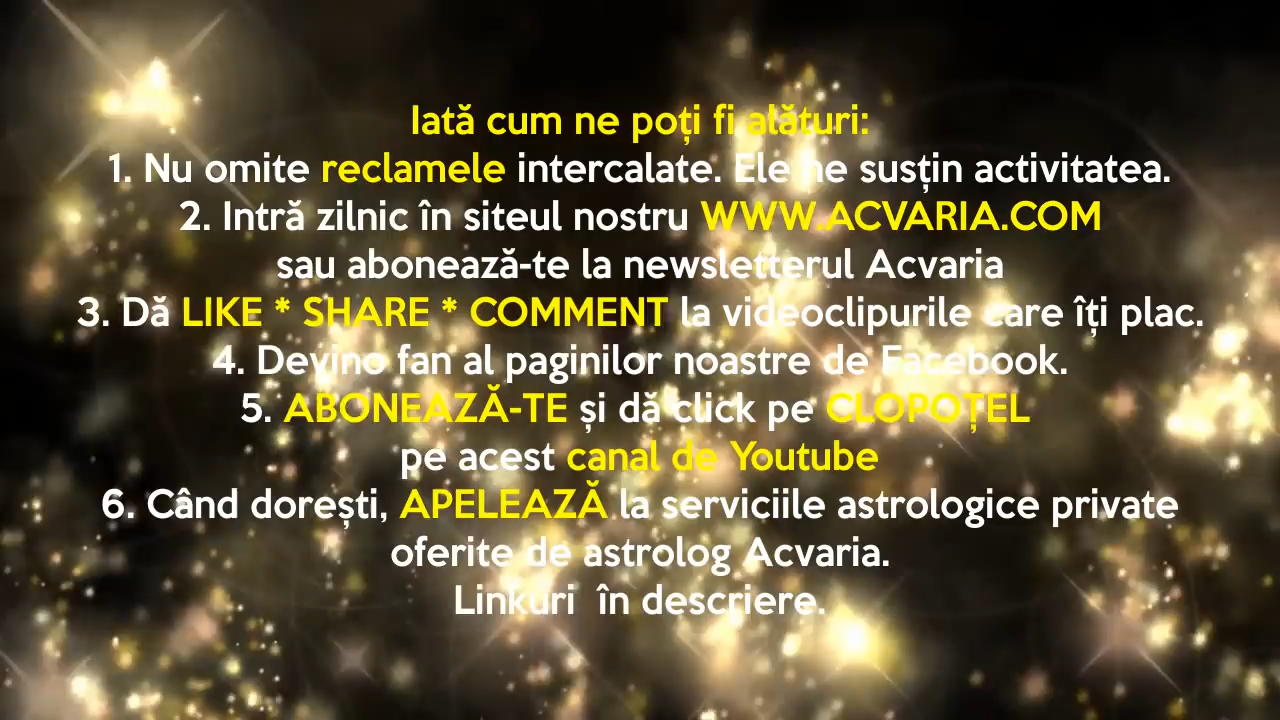 Iată cum ne poți fi alături:
1. Nu omite reclamele intercalate. Ele ne susțin activitatea.
2. Intră zilnic în siteul nostru WWW.ACVARIA.COM
sau abonează-te la newsletterul Acvaria
3. Dă LIKE * SHARE * COMMENT la videoclipurile care îți plac.
4. Devino fan al paginilor noastre de Facebook.
5. ABONEAZĂ-TE și dă click pe CLOPOȚEL
pe acest canal de Youtube
6. Când dorești, APELEAZĂ la serviciile astrologice private
oferite de astrolog Acvaria.
Linkuri  în descriere.